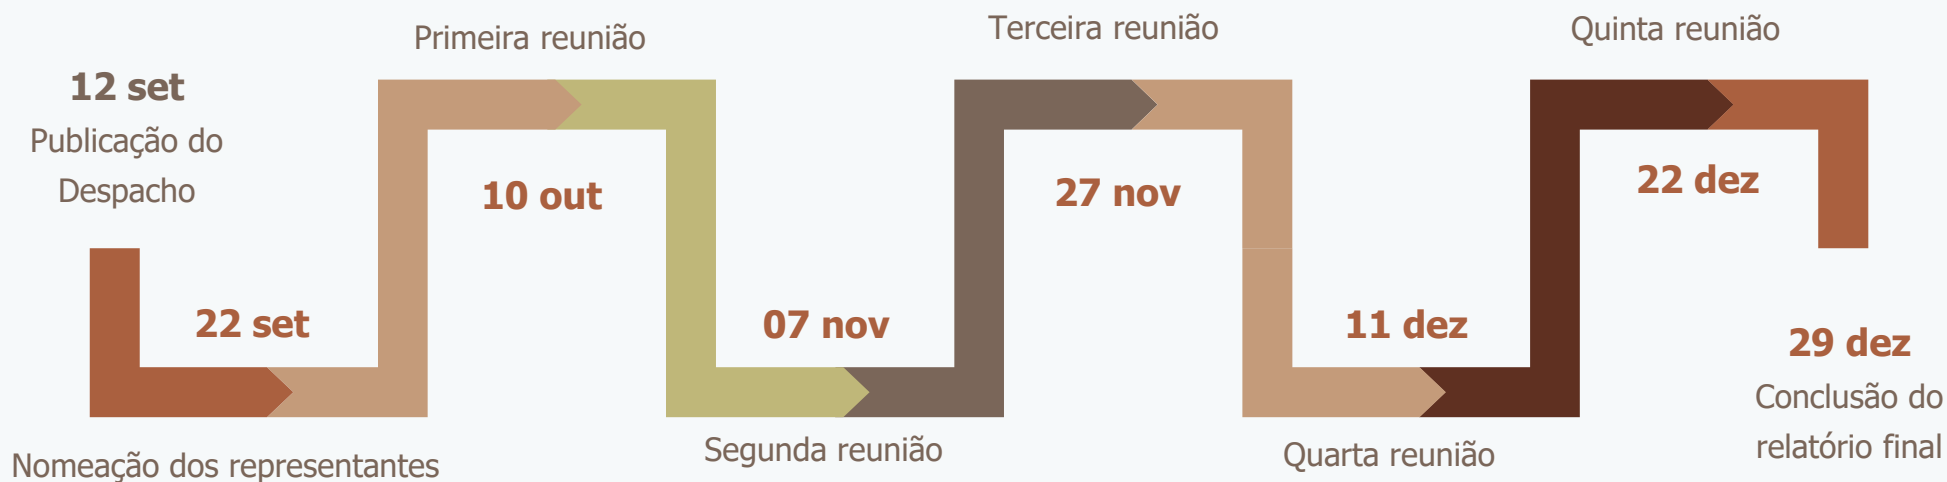 12 set
Publicação do
Despacho
22 set
Nomeação dos representantes
Primeira reunião
10 out
07 nov
Segunda reunião
Terceira reunião
27 nov
11 dez
Quarta reunião
Quinta reunião
22 dez
29 dez
Conclusão do
relatório final